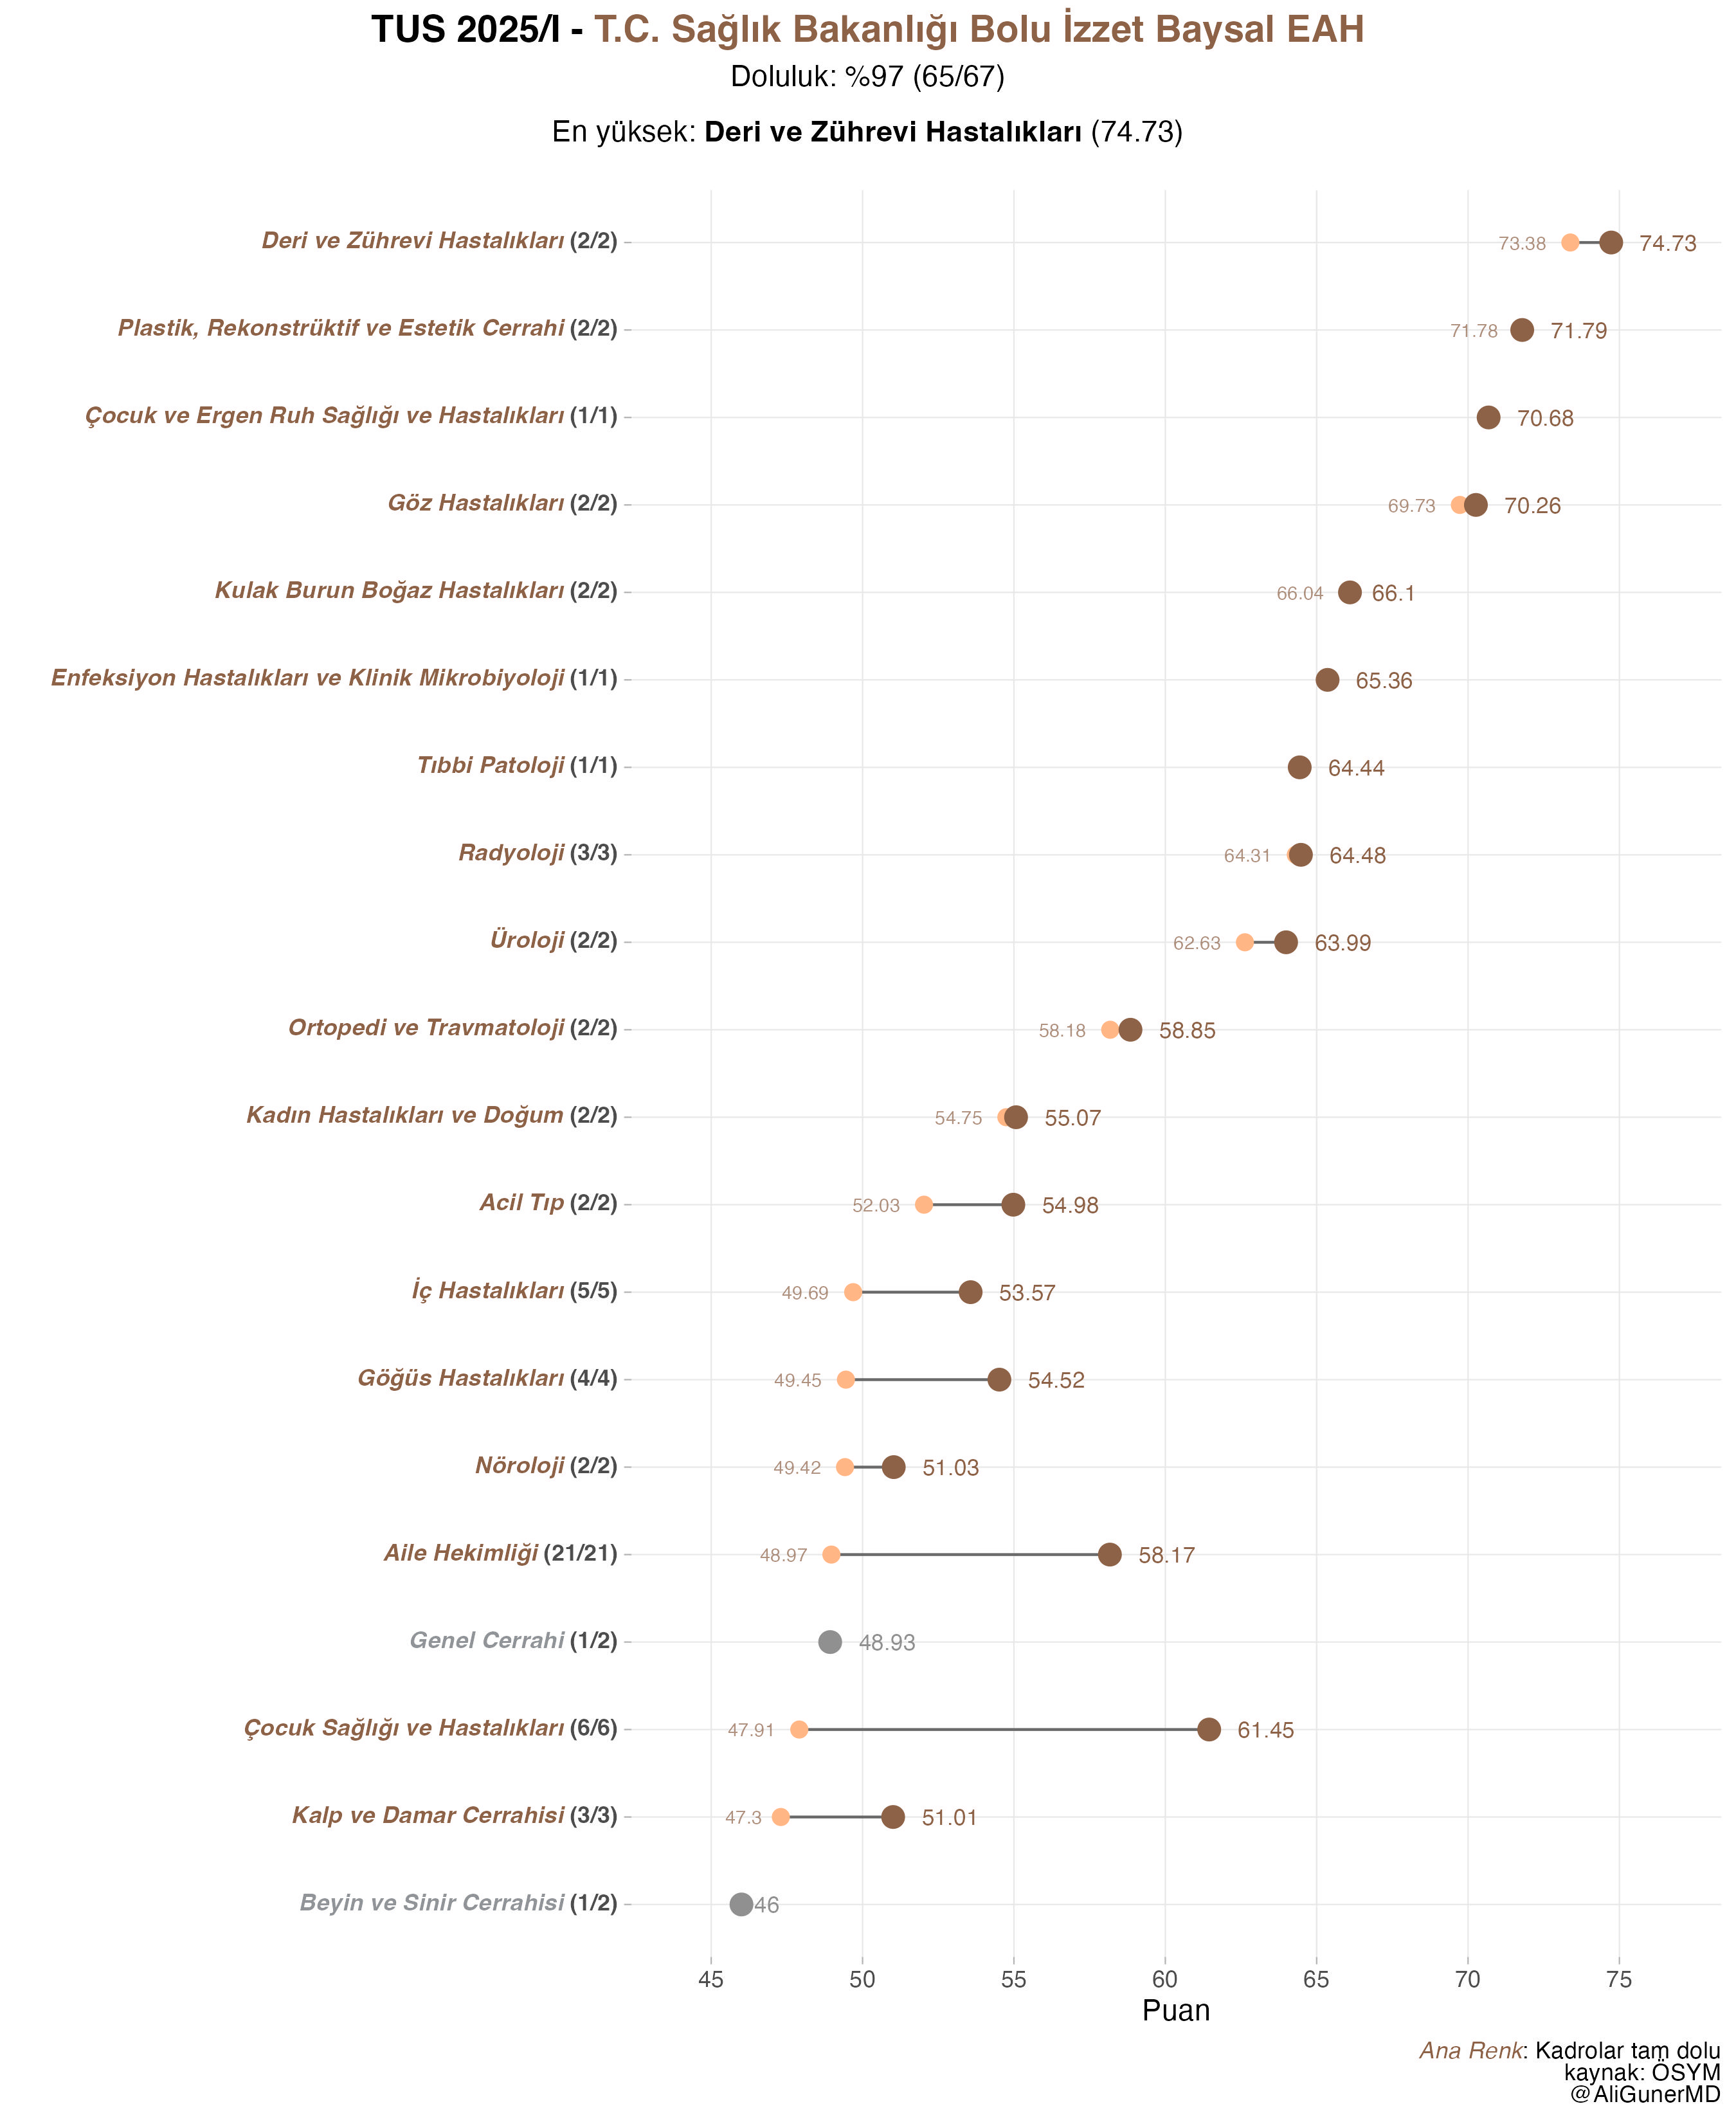 TUS 2025/I - T.C. Sağlık Bakanlığı Bolu İzzet Baysal EAH
Doluluk: %97 (65/67)
En yüksek: Deri ve Zührevi Hastalıkları (74.73)
Deri ve Zührevi Hastalıkları (2/2) 73.38 74.73
Plastik, Rekonstrüktif ve Estetik Cerrahi (2/2) 71.78 71.79
Çocuk ve Ergen Ruh Sağlığı ve Hastalıkları (1/1) 70.68
Göz Hastalıkları (2/2) 69.73 70.26
Kulak Burun Boğaz Hastalıkları (2/2) 66.04 66.1
Enfeksiyon Hastalıkları ve Klinik Mikrobiyoloji (1/1) 65.36
Tıbbi Patoloji (1/1) 64.44
Radyoloji (3/3) 64.31 64.48
Üroloji (2/2) 62.63 63.99
Ortopedi ve Travmatoloji (2/2) 58.18 58.85
Kadın Hastalıkları ve Doğum (2/2) 54.75 55.07
Acil Tıp (2/2) 52.03 54.98
İç Hastalıkları (5/5) 49.69 53.57
Göğüs Hastalıkları (4/4) 49.45 54.52
Nöroloji (2/2) 49.42 51.03
Aile Hekimliği (21/21) 48.97 58.17
Genel Cerrahi (1/2) 48.93
Çocuk Sağlığı ve Hastalıkları (6/6) 47.91 61.45
Kalp ve Damar Cerrahisi (3/3) 47.3 51.01
Beyin ve Sinir Cerrahisi (1/2) 46
45 50 55 60 65 70 75
Puan
Ana Renk: Kadrolar tam dolu
kaynak: ÖSYM
@AliGunerMD